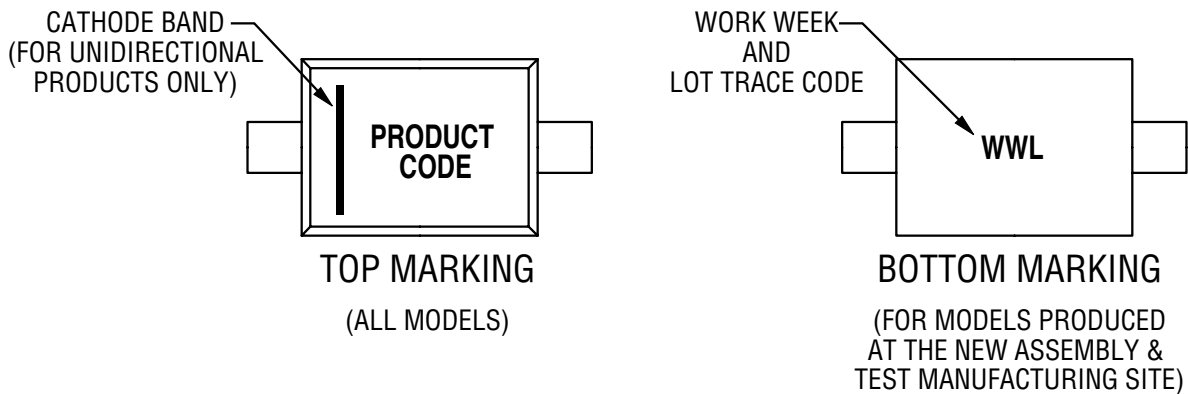 CATHODE BAND
(FOR UNIDIRECTIONAL
PRODUCTS ONLY)
PRODUCT
CODE
TOP MARKING
(ALL MODELS)
WORK WEEK
AND
LOT TRACE CODE
WWL
BOTTOM MARKING
(FOR MODELS PRODUCED
AT THE NEW ASSEMBLY &
TEST MANUFACTURING SITE)